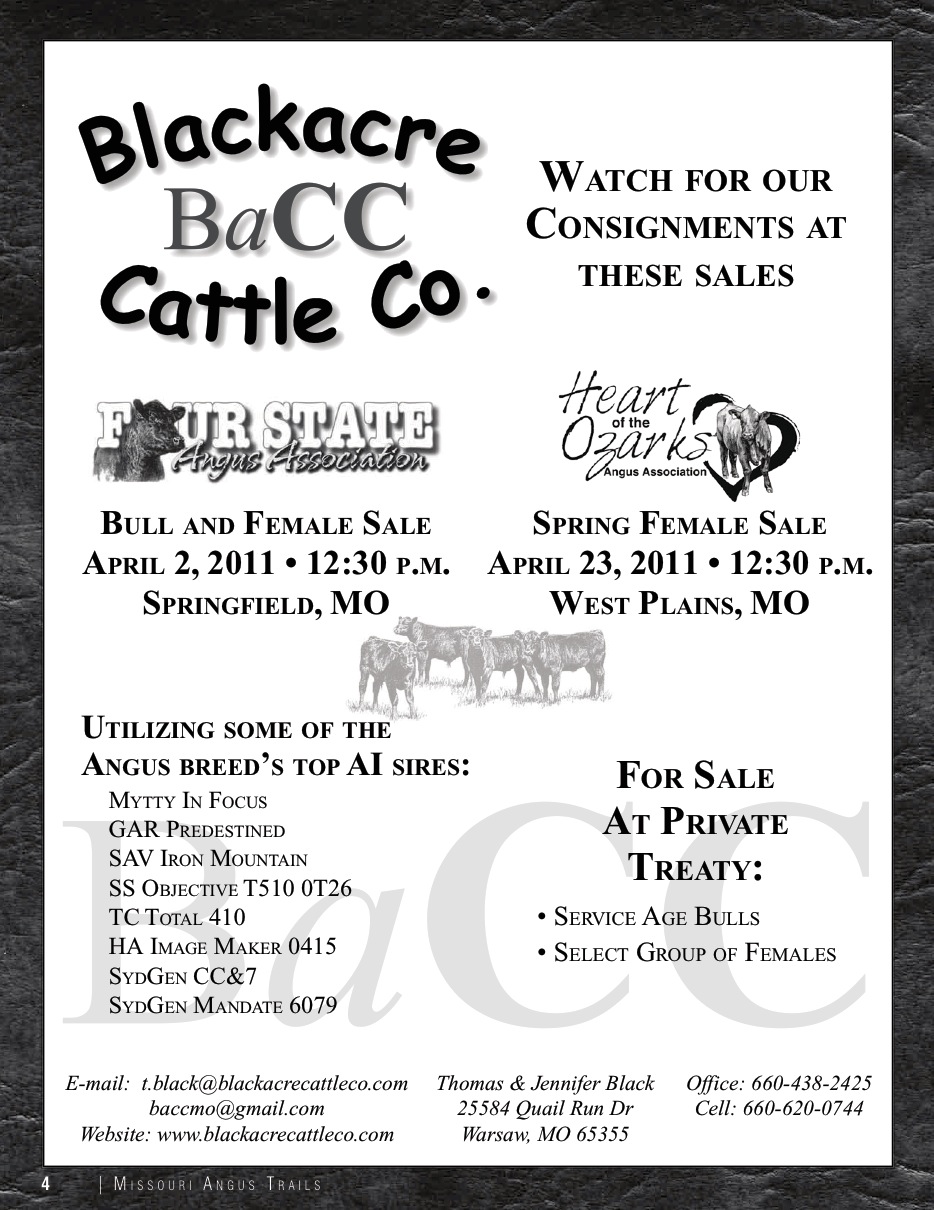 Blackacre
BaCC
Cattle Co.
Watch for our
Consignments at
these sales
Four State
Angus Association
Bull and Female Sale
April 2, 2011 • 12:30 p.m.
Springfield, MO
Heart
of the
Ozarks
Angus Association
Spring Female Sale
April 23, 2011 • 12:30 p.m.
West Plains, MO
Utilizing some of the
Angus breed's top AI sires:
Mytty In Focus
GAR Predestined
SAV Iron Mountain
SS Objective T510 0T26
TC Total 410
HA Image Maker 0415
SydGen CC&7
SydGen Mandate 6079
For Sale
At Private
Treaty:
• Service Age Bulls
• Select Group of Females
BaCC
E-mail: t.black@blackacrecattleco.com
baccmo@gmail.com
Website: www.blackacrecattleco.com
Thomas & Jennifer Black
25584 Quail Run Dr
Warsaw, MO 65355
Office: 660-438-2425
Cell: 660-620-0744
4 | Missouri Angus Trails